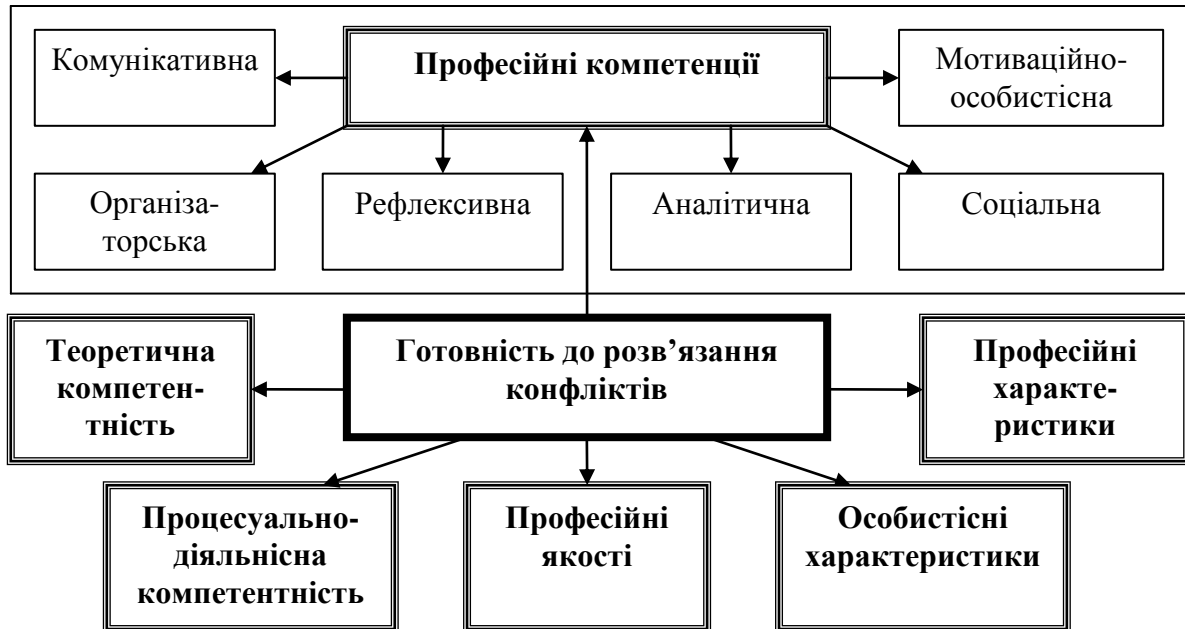 Комунікативна
Професійні компетенції
Мотиваційно-
особистісна
Організа-
торська
Рефлексивна
Аналітична
Соціальна
Теоретична
компетен-
тність
Готовність до розв’язання
конфліктів
Професійні
характе-
ристики
Процесуально-
діяльнісна
компетентність
Професійні
якості
Особистісні
характеристики